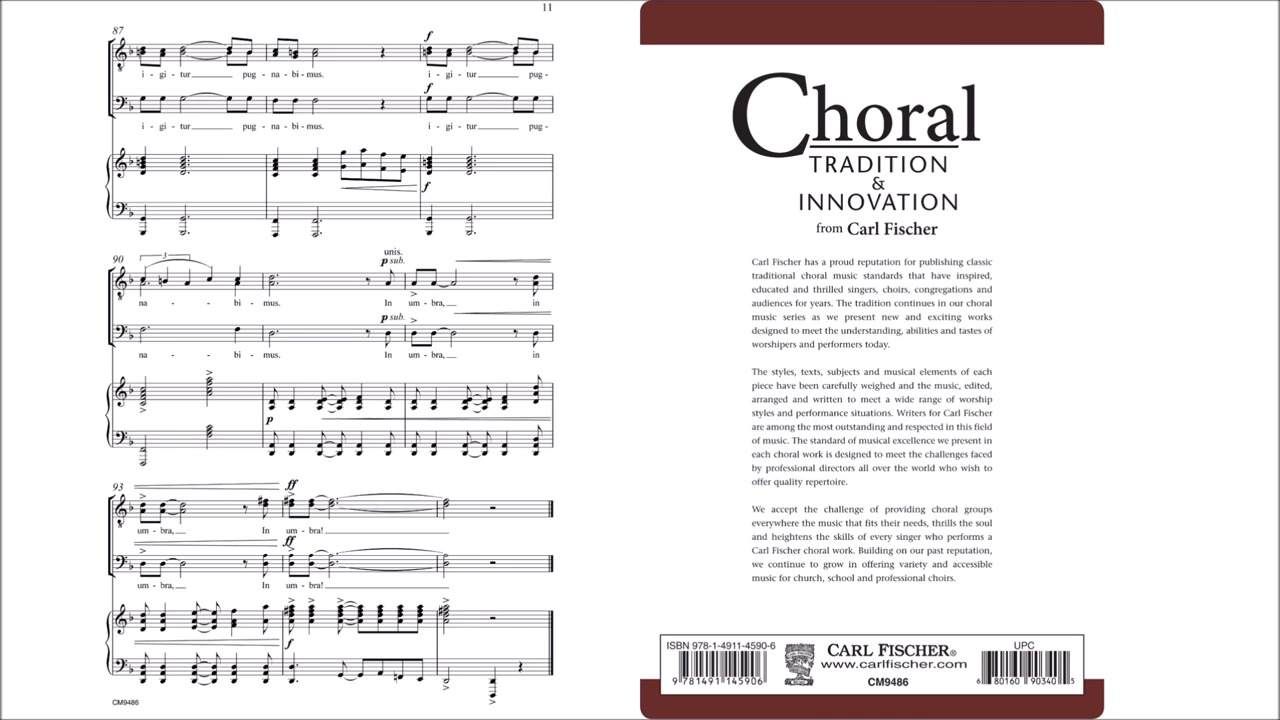 11
87
f
i - gi - tur pug - na - bi - mus. i - gi - tur pug -
f
i - gi - tur pug - na - bi - mus. i - gi - tur pug -
f
90
3
unis.
p sub.
na - bi - mus. In um - bra, in
p sub.
na - bi - mus. In um - bra, in
p
93
ff
um - bra, In um - bra!
ff
um - bra, In um - bra!
f
CM9486
Choral
TRADITION
&
INNOVATION
from Carl Fischer
Carl Fischer has a proud reputation for publishing classic
traditional choral music standards that have inspired,
educated and thrilled singers, choirs, congregations and
audiences for years. The tradition continues in our choral
music series as we present new and exciting works
designed to meet the understanding, abilities and tastes of
worshipers and performers today.
The styles, texts, subjects and musical elements of each
piece have been carefully weighed and the music, edited,
arranged and written to meet a wide range of worship
styles and performance situations. Writers for Carl Fischer
are among the most outstanding and respected in this field
of music. The standard of musical excellence we present in
each choral work is designed to meet the challenges faced
by professional directors all over the world who wish to
offer quality repertoire.
We accept the challenge of providing choral groups
everywhere the music that fits their needs, thrills the soul
and heightens the skills of every singer who performs a
Carl Fischer choral work. Building on our past reputation,
we continue to grow in offering variety and accessible
music for church, school and professional choirs.
ISBN 978-1-4911-4590-6
9 781491 145906
CARL FISCHER®
www.carlfischer.com
CM9486
UPC
6 80160 90340 5